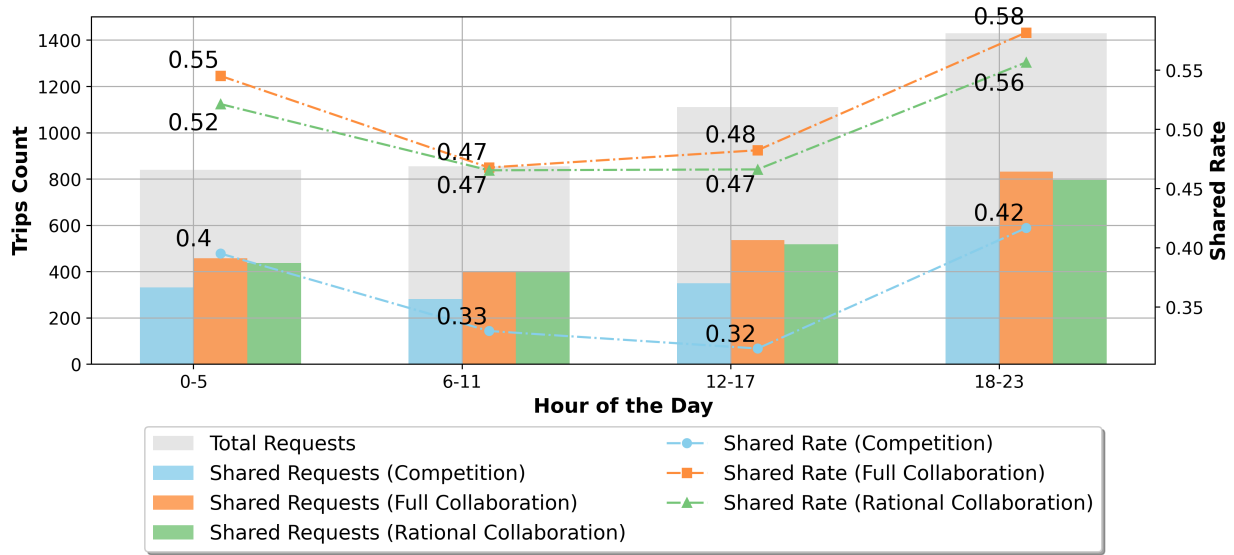 0.58
1400
0.55
1200
0.55
0.56
0.52
1000
0.50
0.47
0.48
800
0.47
0.47
0.45
600
0.4
0.42
0.40
400
0.33
0.32
0.35
200
0
Trips Count
Shared Rate
0-5 6-11 12-17 18-23
Hour of the Day
Total Requests
Shared Requests (Competition)
Shared Requests (Full Collaboration)
Shared Requests (Rational Collaboration)
Shared Rate (Competition)
Shared Rate (Full Collaboration)
Shared Rate (Rational Collaboration)